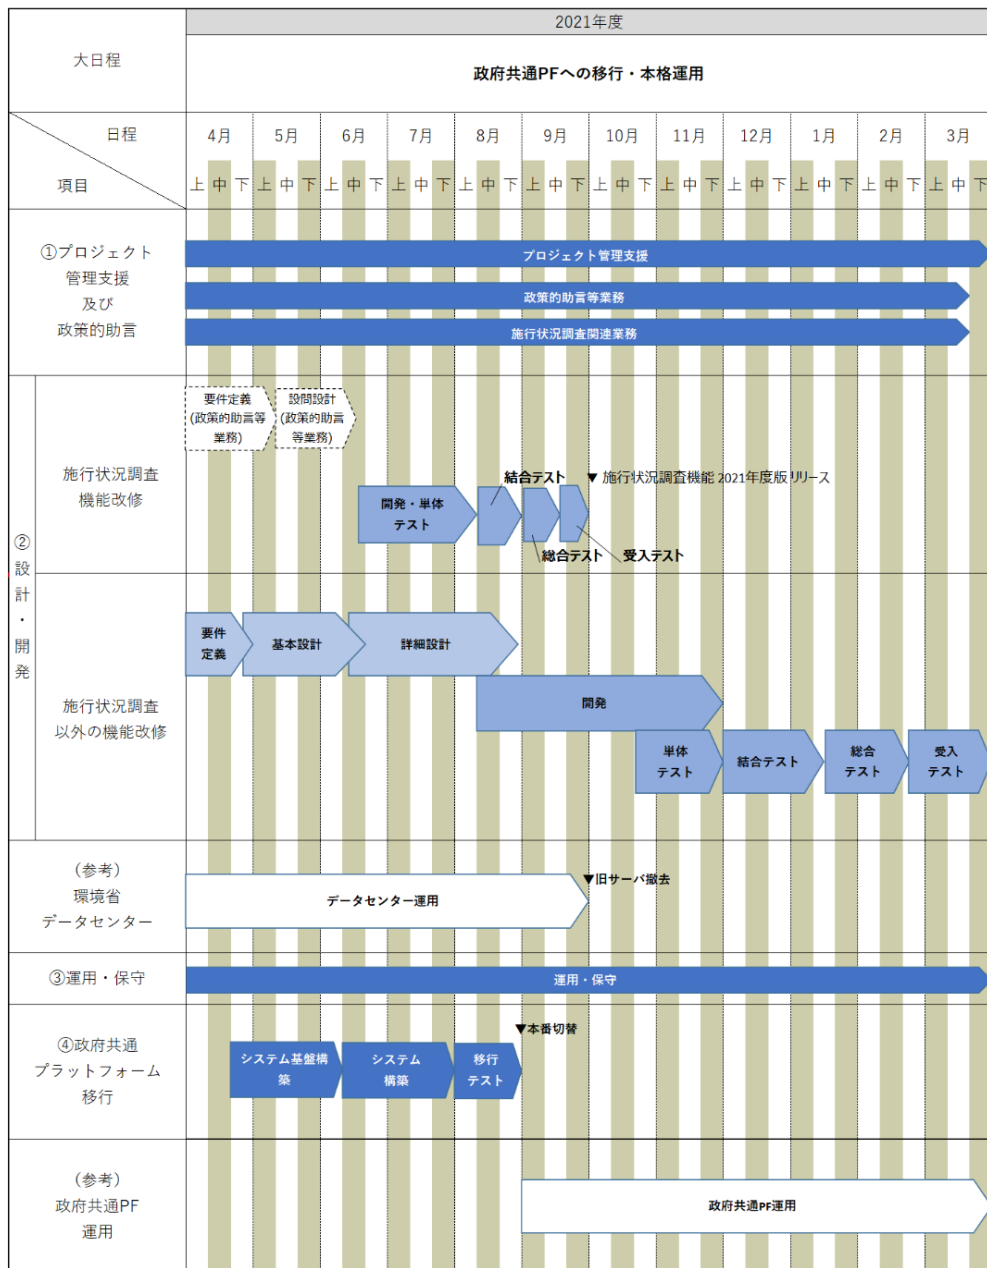 2021年度
大日程
政府共通PFへの移行・本格運用
日程
項目
4月 5月 6月 7月 8月 9月 10月 11月 12月 1月 2月 3月
上 中 下 上 中 下 上 中 下 上 中 下 上 中 下 上 中 下 上 中 下 上 中 下 上 中 下 上 中 下 上 中 下 上 中 下
①プロジェクト
管理支援
及び
政策的助言
プロジェクト管理支援
政策的助言等業務
施行状況調査関連業務
②
設
計
・
開
発
施行状況調査
機能改修
要件定義
(政策的助言等
業務)
設問設計
(政策的助言
等業務)
開発・単体
テスト
結合テスト
総合テスト
受入テスト
▼ 施行状況調査機能 2021年度版 リリース
施行状況調査
以外の機能改修
要件
定義
基本設計
詳細設計
開発
単体
テスト
結合テスト
総合
テスト
受入
テスト
(参考)
環境省
データセンター
データセンター運用
▼旧サーバ撤去
③運用・保守
運用・保守
④政府共通
プラットフォーム
移行
システム基盤構
築
システム
構築
移行
テスト
▼本番切替
(参考)
政府共通PF
運用
政府共通PF運用